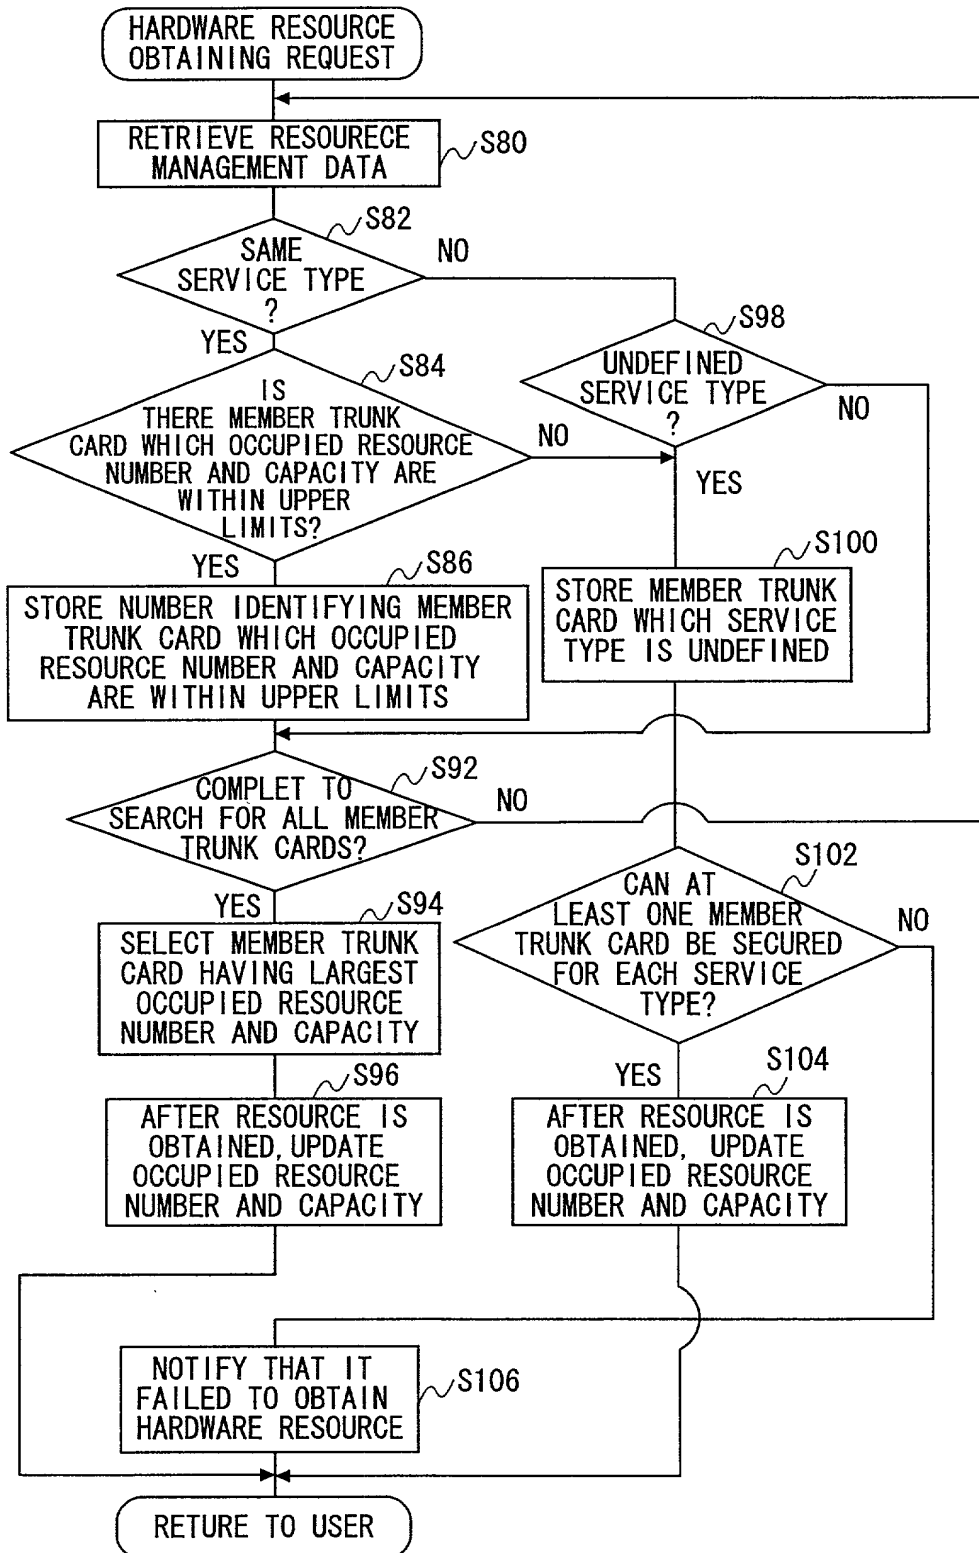 HARDWARE RESOURCE
OBTAINING REQUEST
RETRIEVE RESOURECE
MANAGEMENT DATA
S80
S82
SAME
SERVICE TYPE
?
NO
YES
S98
UNDEFINED
SERVICE TYPE
?
NO
YES
S84
IS
THERE MEMBER TRUNK
CARD WHICH OCCUPIED RESOURCE
NUMBER AND CAPACITY ARE
WITHIN UPPER
LIMITS?
NO
YES
S86
STORE NUMBER IDENTIFYING MEMBER
TRUNK CARD WHICH OCCUPIED
RESOURCE NUMBER AND CAPACITY
ARE WITHIN UPPER LIMITS
S100
STORE MEMBER TRUNK
CARD WHICH SERVICE
TYPE IS UNDEFINED
S92
COMPLET TO
SEARCH FOR ALL MEMBER
TRUNK CARDS?
NO
YES
S94
SELECT MEMBER TRUNK
CARD HAVING LARGEST
OCCUPIED RESOURCE
NUMBER AND CAPACITY
S102
CAN AT
LEAST ONE MEMBER
TRUNK CARD BE SECURED
FOR EACH SERVICE
TYPE?
NO
YES
S96
AFTER RESOURCE IS
OBTAINED, UPDATE
OCCUPIED RESOURCE
NUMBER AND CAPACITY
S104
AFTER RESOURCE IS
OBTAINED, UPDATE
OCCUPIED RESOURCE
NUMBER AND CAPACITY
NOTIFY THAT IT
FAILED TO OBTAIN
HARDWARE RESOURCE
S106
RETURE TO USER